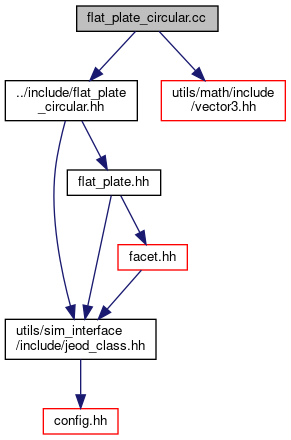 flat_plate_circular.cc
../include/flat_plate
_circular.hh
utils/math/include
/vector3.hh
flat_plate.hh
facet.hh
utils/sim_interface
/include/jeod_class.hh
config.hh